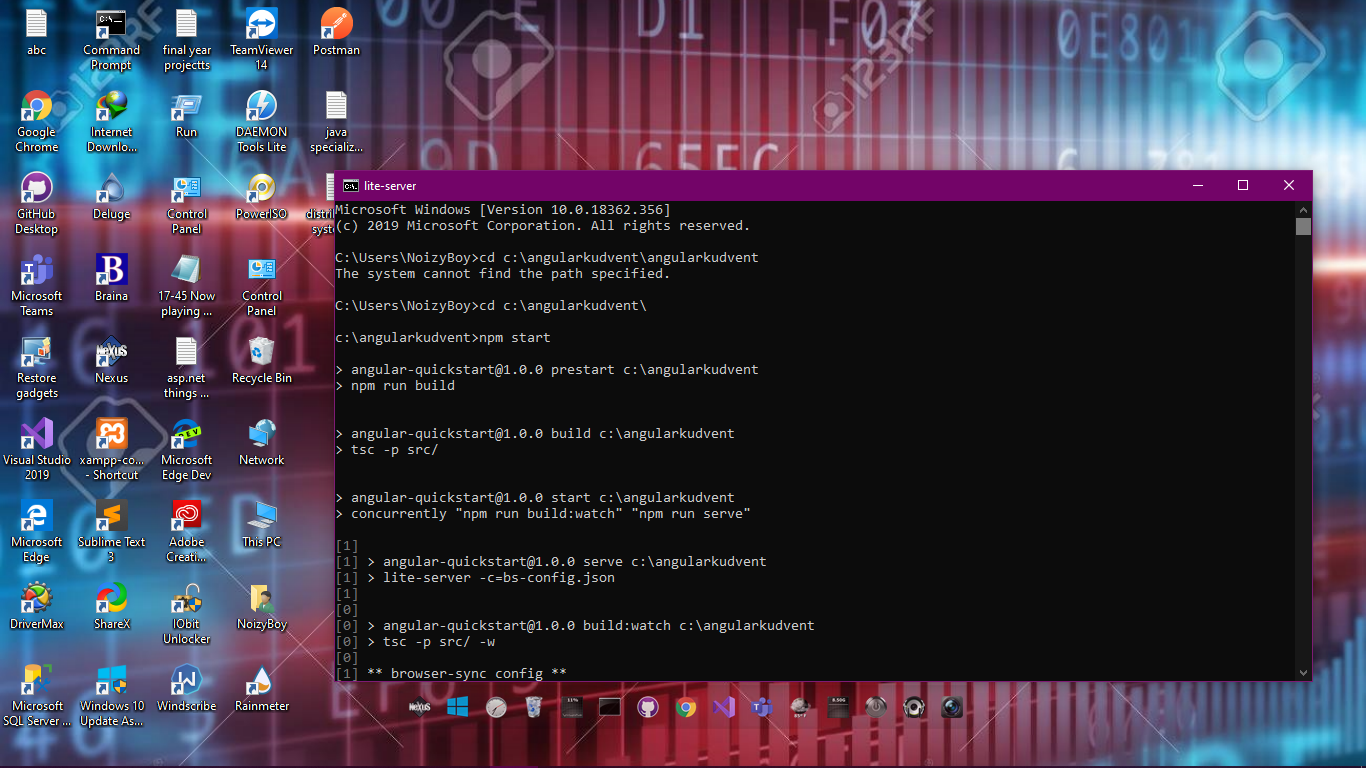 abc
Command
Prompt
final year
projectts
TeamViewer
14
Postman
Google
Chrome
Internet
Downlo...
Run
DAEMON
Tools Lite
java
specializ...
GitHub
Desktop
Deluge
Control
Panel
PowerISO
Microsoft
Teams
Braina
17-45 Now
playing ...
Control
Panel
Restore
gadgets
Nexus
asp.net
things ...
Recycle Bin
Visual Studio
2019
xampp-co...
- Shortcut
Microsoft
Edge Dev
Network
Microsoft
Edge
Sublime Text
3
Adobe
Creati...
This PC
DriverMax
ShareX
IObit
Unlocker
NoizyBoy
Microsoft
SQL Server ...
Windows 10
Update As...
Windscribe
Rainmeter
lite-server
Microsoft Windows [Version 10.0.18362.356]
(c) 2019 Microsoft Corporation. All rights reserved.
C:\Users\NoizyBoy>cd c:\angularkudvent\angularkudvent
The system cannot find the path specified.
C:\Users\NoizyBoy>cd c:\angularkudvent\
c:\angularkudvent>npm start
> angular-quickstart@1.0.0 prestart c:\angularkudvent
> npm run build
> angular-quickstart@1.0.0 build c:\angularkudvent
> tsc -p src/
> angular-quickstart@1.0.0 start c:\angularkudvent
> concurrently "npm run build:watch" "npm run serve"
[1]
[1] > angular-quickstart@1.0.0 serve c:\angularkudvent
[1] > lite-server -c=bs-config.json
[1]
[0]
[0] > angular-quickstart@1.0.0 build:watch c:\angularkudvent
[0] > tsc -p src/ -w
[0]
[1] ** browser-sync config **
123RF
123RF